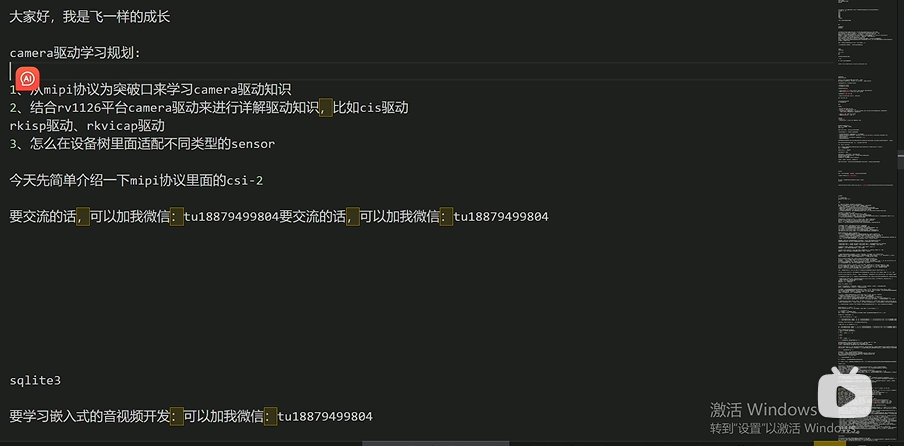 大家好，我是飞一样的成长
camera驱动学习规划:
1、从mipi协议为突破口来学习camera驱动知识
2、结合rv1126平台camera驱动来进行详解驱动知识，比如cis驱动
rkisp驱动、rkvicap驱动
3、怎么在设备树里面适配不同类型的sensor
今天先简单介绍一下mipi协议里面的csi-2
要交流的话，可以加我微信：tu18879499804要交流的话，可以加我微信：tu18879499804
sqlite3
要学习嵌入式的音视频开发：可以加我微信：tu18879499804
激活 Windows
转到"设置"以激活 Windows